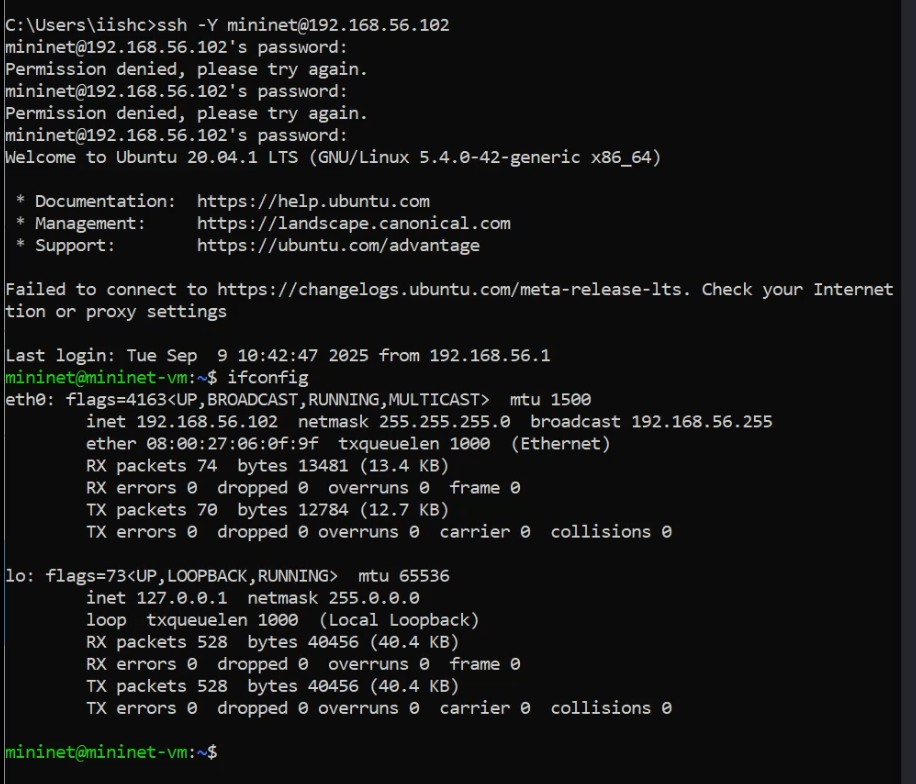 C:\Users\iishc>ssh -Y mininet@192.168.56.102
mininet@192.168.56.102's password:
Permission denied, please try again.
mininet@192.168.56.102's password:
Permission denied, please try again.
mininet@192.168.56.102's password:
Welcome to Ubuntu 20.04.1 LTS (GNU/Linux 5.4.0-42-generic x86_64)
 * Documentation:  https://help.ubuntu.com
 * Management:     https://landscape.canonical.com
 * Support:        https://ubuntu.com/advantage
Failed to connect to https://changelogs.ubuntu.com/meta-release-lts. Check your Internet
tion or proxy settings
Last login: Tue Sep  9 10:42:47 2025 from 192.168.56.1
mininet@mininet-vm:~$ ifconfig
eth0: flags=4163<UP,BROADCAST,RUNNING,MULTICAST>  mtu 1500
        inet 192.168.56.102  netmask 255.255.255.0  broadcast 192.168.56.255
        ether 08:00:27:06:0f:9f  txqueuelen 1000  (Ethernet)
        RX packets 74  bytes 13481 (13.4 KB)
        RX errors 0  dropped 0  overruns 0  frame 0
        TX packets 70  bytes 12784 (12.7 KB)
        TX errors 0  dropped 0 overruns 0  carrier 0  collisions 0
lo: flags=73<UP,LOOPBACK,RUNNING>  mtu 65536
        inet 127.0.0.1  netmask 255.0.0.0
        loop  txqueuelen 1000  (Local Loopback)
        RX packets 528  bytes 40456 (40.4 KB)
        RX errors 0  dropped 0  overruns 0  frame 0
        TX packets 528  bytes 40456 (40.4 KB)
        TX errors 0  dropped 0 overruns 0  carrier 0  collisions 0
mininet@mininet-vm:~$